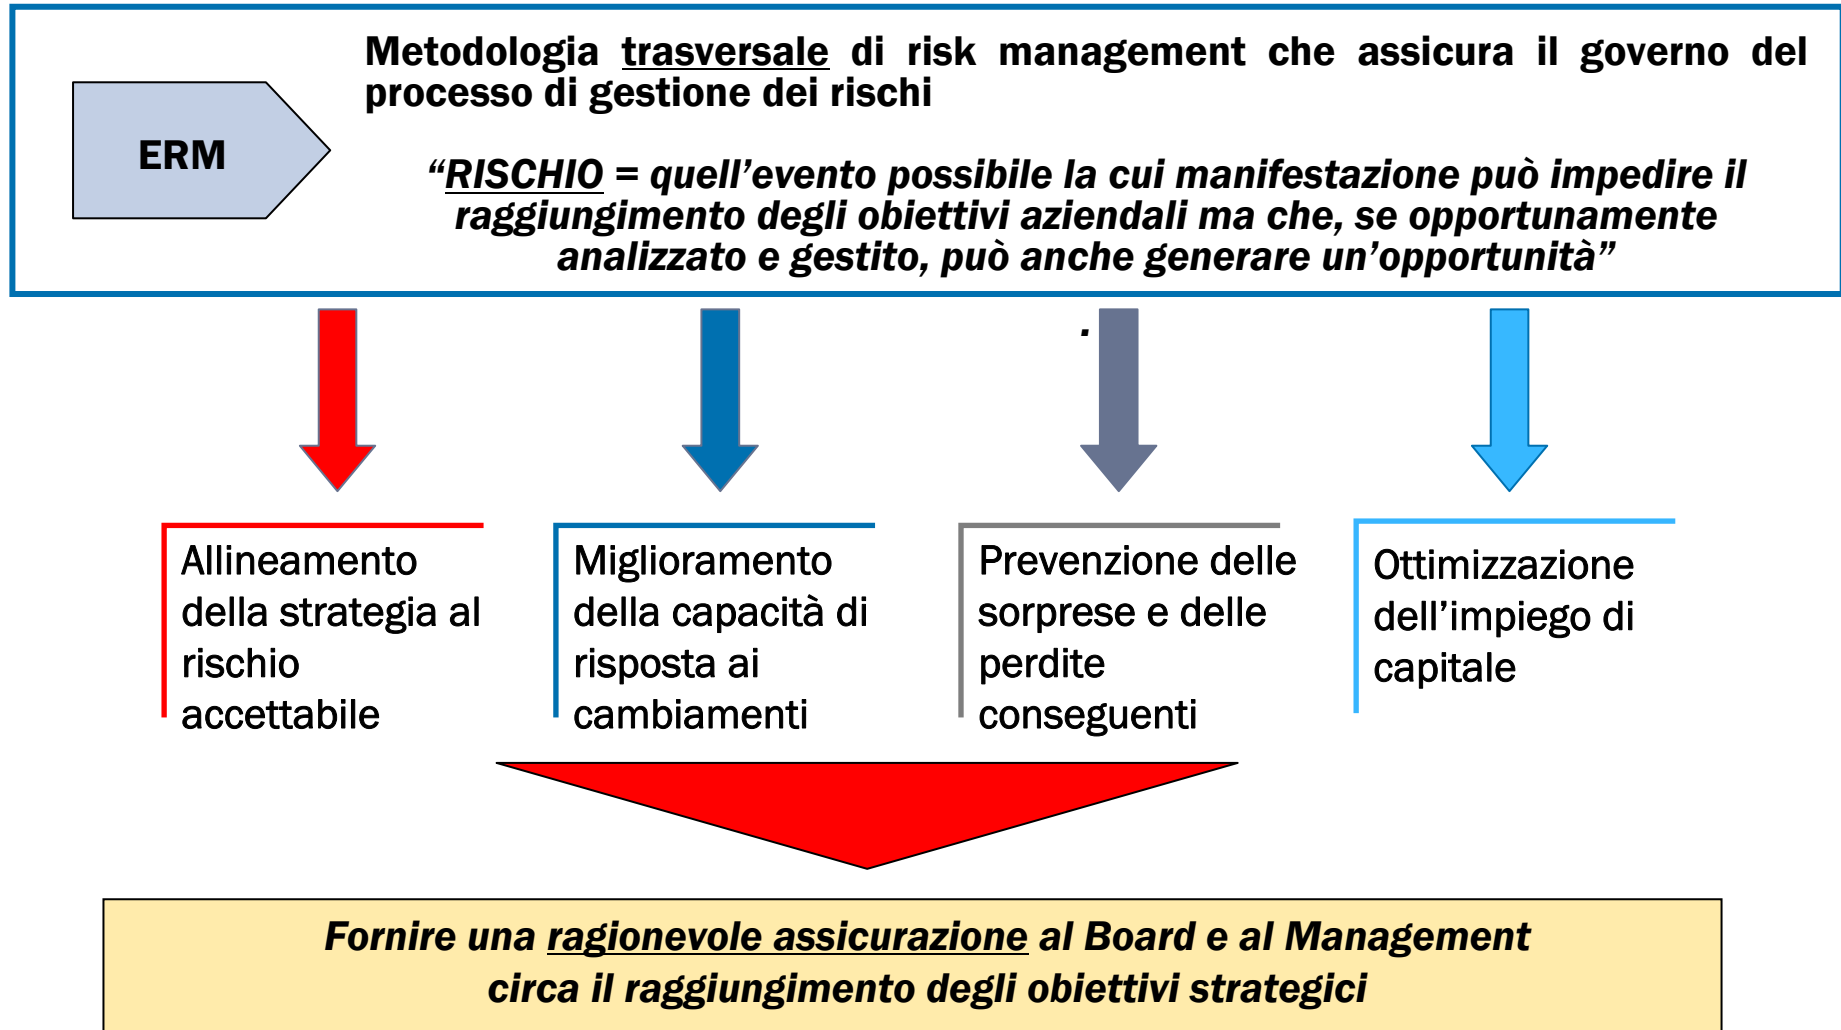 Metodologia trasversale di risk management che assicura il governo del
processo di gestione dei rischi
ERM
“RISCHIO = quell’evento possibile la cui manifestazione può impedire il
raggiungimento degli obiettivi aziendali ma che, se opportunamente
analizzato e gestito, può anche generare un’opportunità”
.
Allineamento
della strategia al
rischio
accettabile
Miglioramento
della capacità di
risposta ai
cambiamenti
Prevenzione delle
sorprese e delle
perdite
conseguenti
Ottimizzazione
dell’impiego di
capitale
Fornire una ragionevole assicurazione al Board e al Management
circa il raggiungimento degli obiettivi strategici